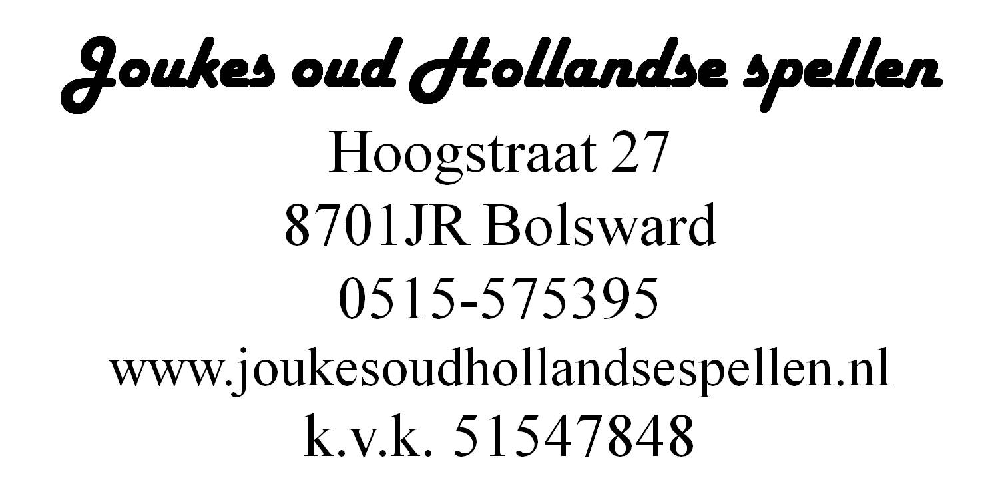 Joukes oud Hollandse spellen
Hoogstraat 27
8701JR Bolsward
0515-575395
www.joukesoudhollandsespellen.nl
k.v.k. 51547848